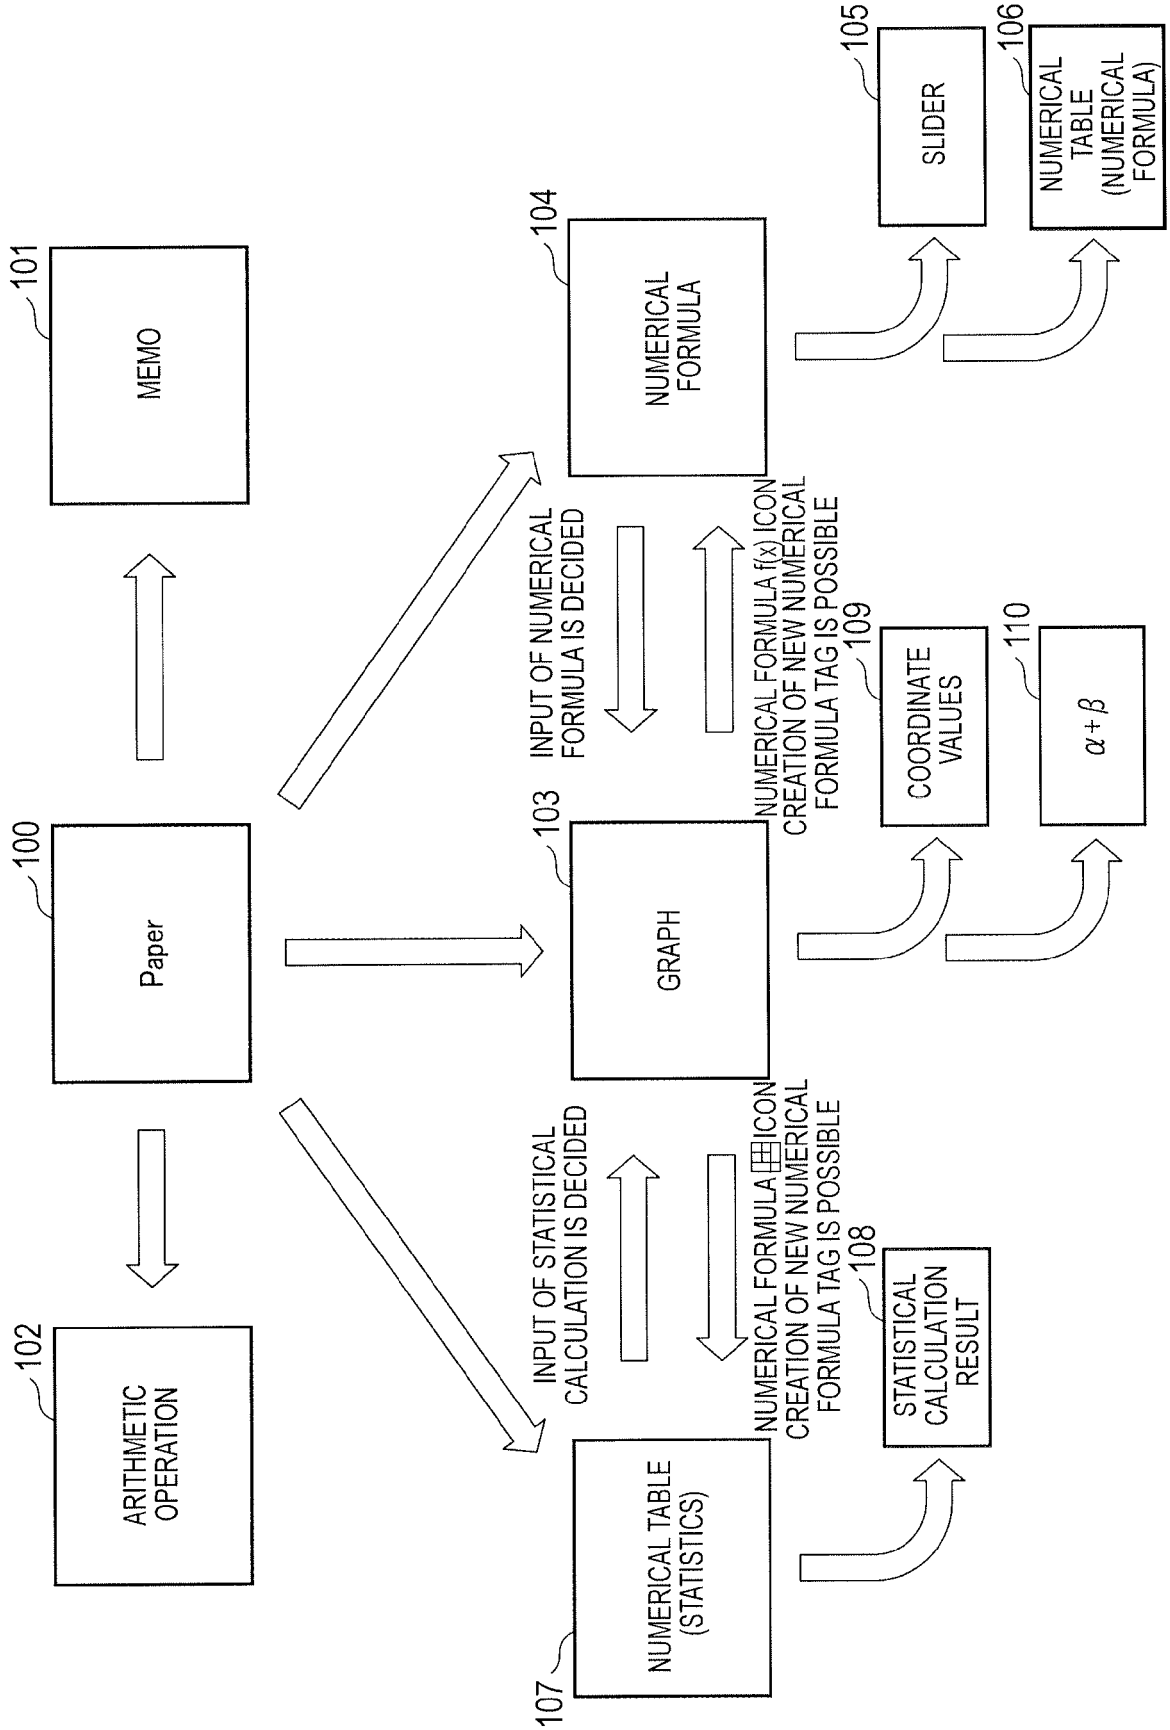 102
ARITHMETIC
OPERATION
100
Paper
101
MEMO
107
NUMERICAL TABLE
(STATISTICS)
INPUT OF STATISTICAL
CALCULATION IS DECIDED
NUMERICAL FORMULA ICON
CREATION OF NEW NUMERICAL
FORMULA TAG IS POSSIBLE
103
GRAPH
INPUT OF NUMERICAL
FORMULA IS DECIDED
NUMERICAL FORMULA f(x) ICON
CREATION OF NEW NUMERICAL
FORMULA TAG IS POSSIBLE
104
NUMERICAL
FORMULA
108
STATISTICAL
CALCULATION
RESULT
109
COORDINATE
VALUES
110
α+β
105
SLIDER
106
NUMERICAL
TABLE
(NUMERICAL
FORMULA)